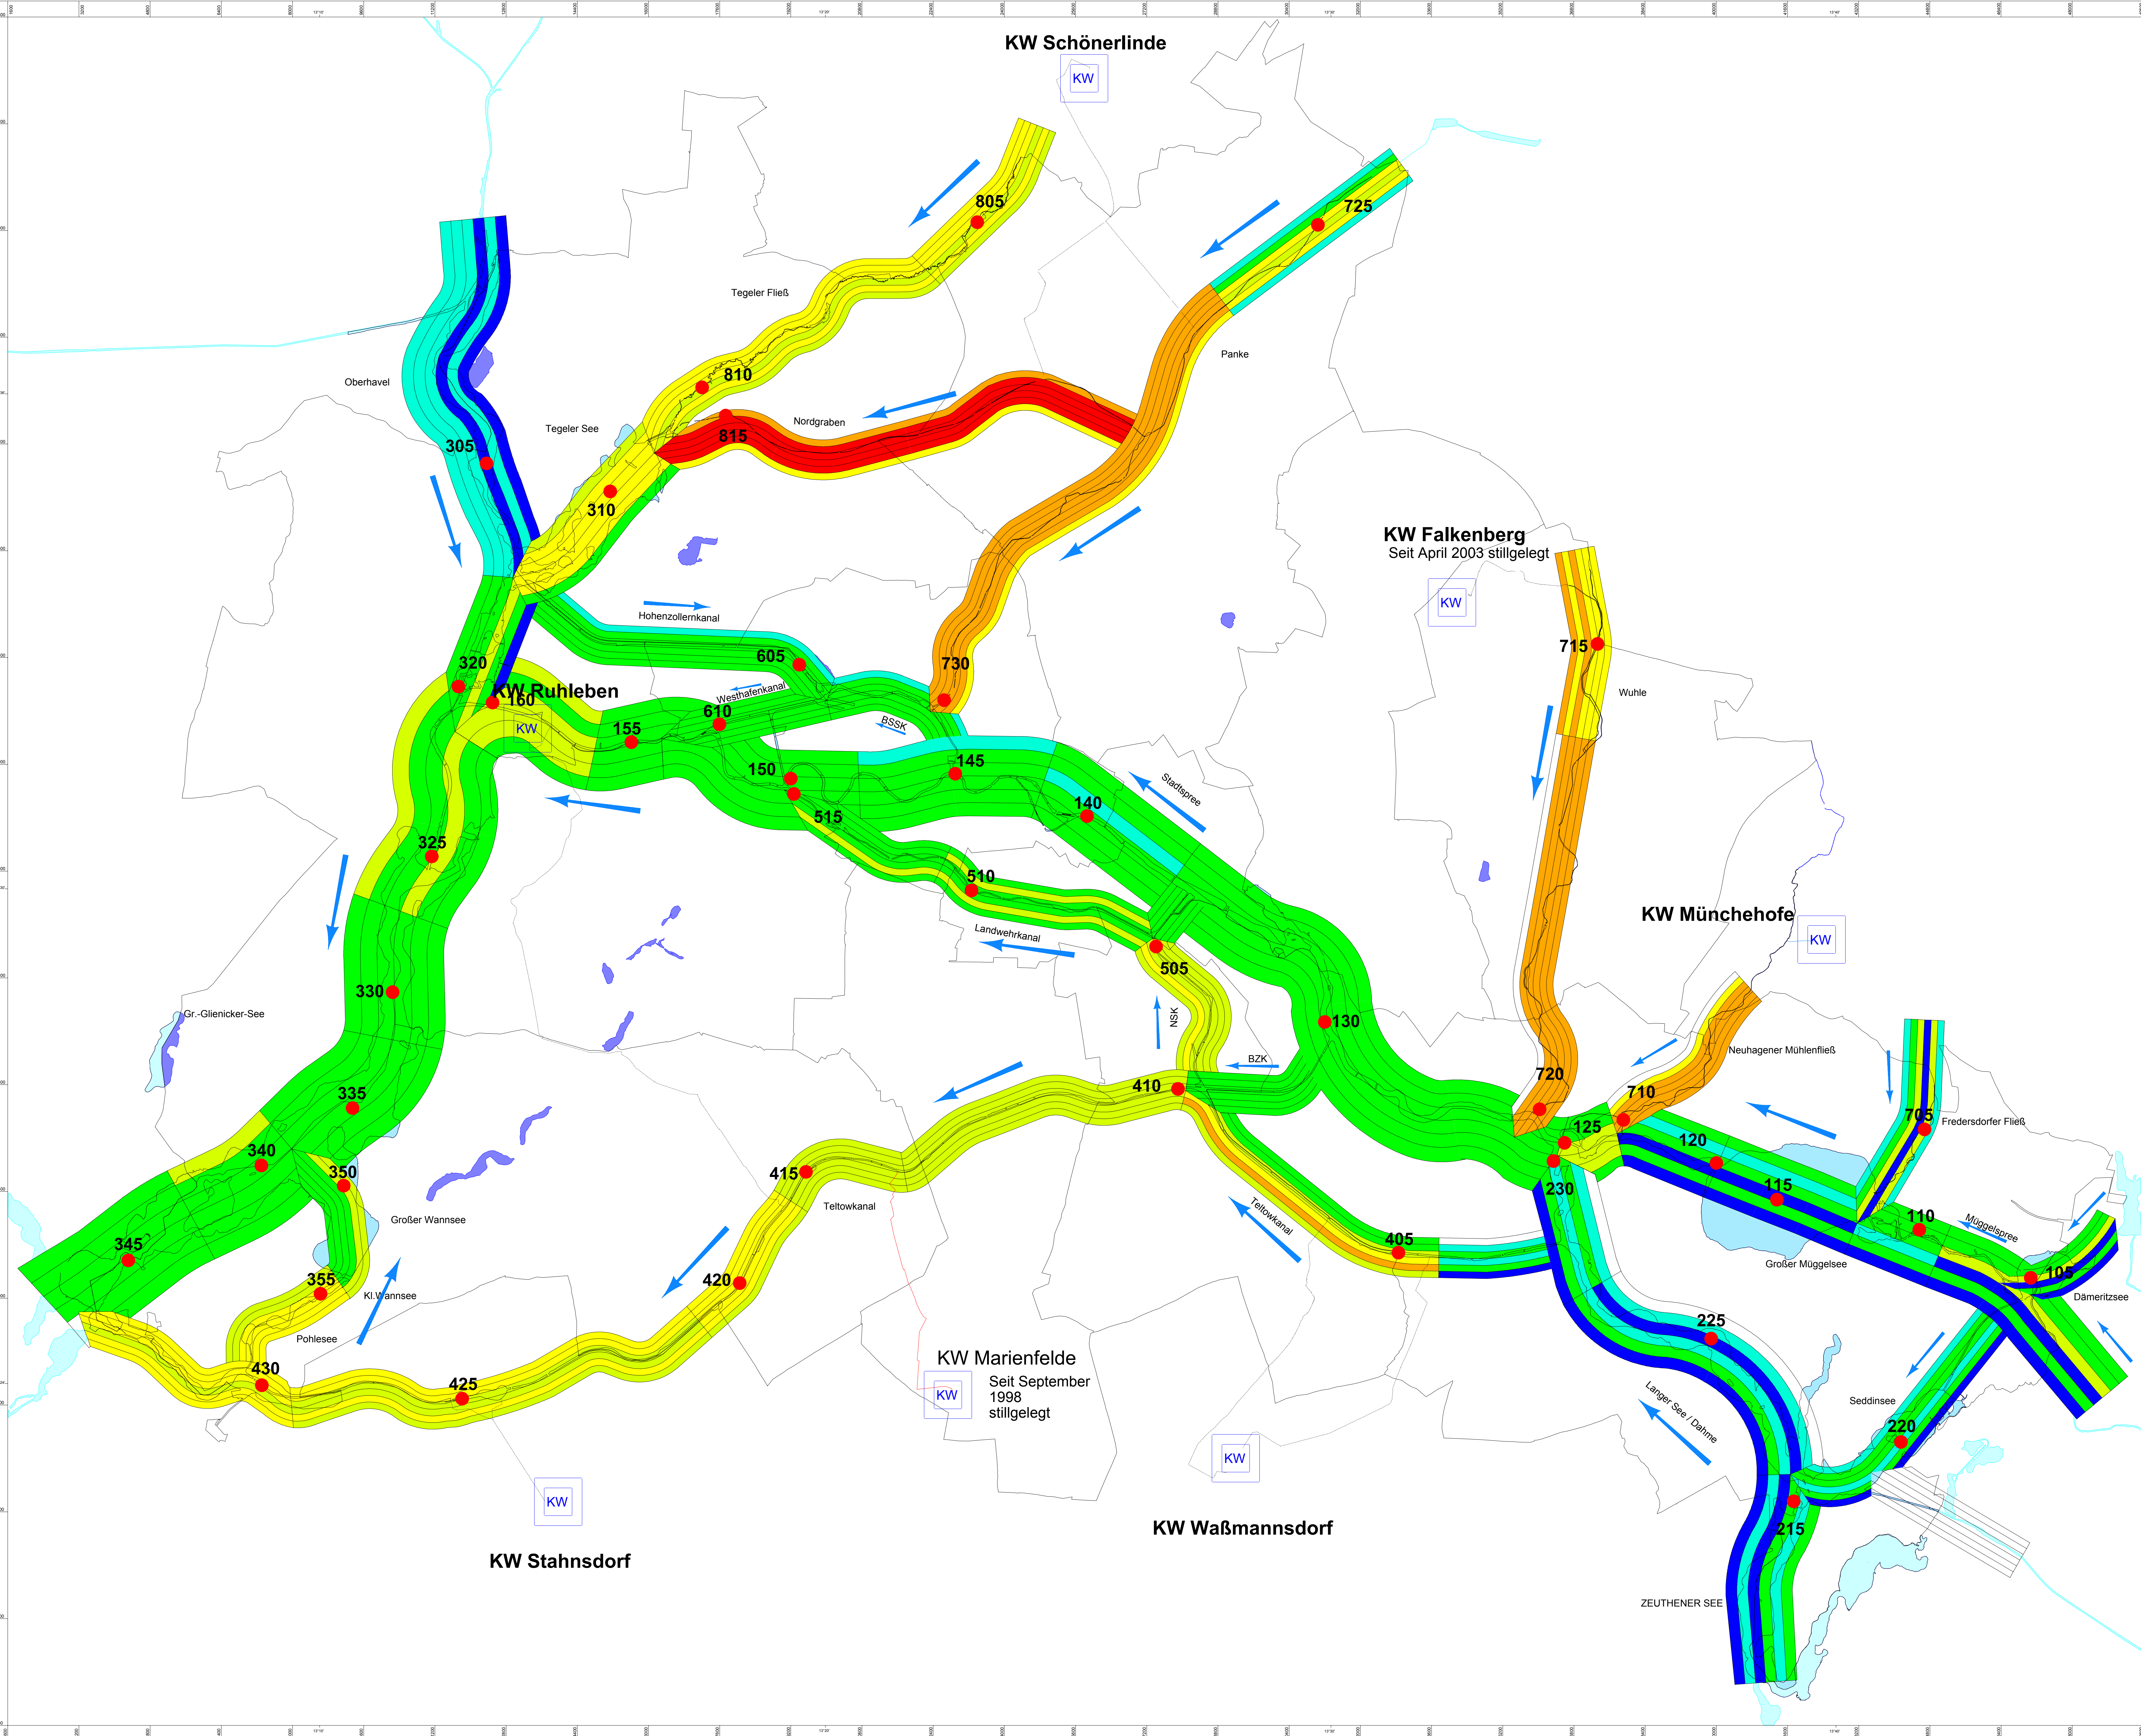 KW Schönerlinde
KW
805
725
Tegeler Fließ
Panke
Oberhavel
810
Nordgraben
Tegeler See
815
305
310
KW Falkenberg
Seit April 2003 stillgelegt
KW
Hohenzollernkanal
715
605
730
320
KW Ruhleben
160
Westhafenkanal
Wuhle
610
BSSK
KW
155
145
150
Stadtspree
140
515
325
510
KW Münchehofe
Landwehrkanal
KW
505
330
Gr.-Glienicker-See
NSK
130
Neuhagener Mühlenfließ
BZK
720
410
335
710
705
Fredersdorfer Fließ
125
120
340
350
415
230
115
Großer Wannsee
Teltowkanal
Teltowkanal
110
Müggelspree
405
345
Großer Müggelsee
105
355
420
Kl.Wannsee
Dämeritzsee
225
Pohlesee
KW Marienfelde
430
425
Seit September
1998
stillgelegt
KW
Langer See / Dahme
Seddinsee
220
KW
KW
215
KW Waßmannsdorf
KW Stahnsdorf
ZEUTHENER SEE